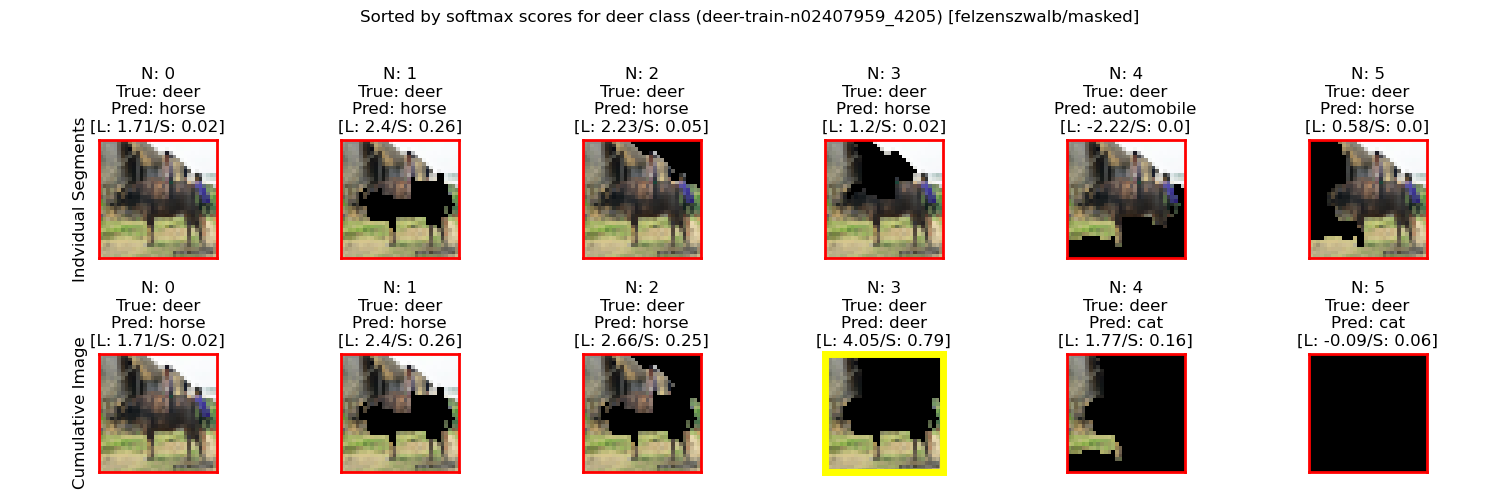 Sorted by softmax scores for deer class (deer-train-n02407959_4205) [felzenszwalb/masked]
Indvidual Segments
N: 0
True: deer
Pred: horse
[L: 1.71/S: 0.02]
N: 1
True: deer
Pred: horse
[L: 2.4/S: 0.26]
N: 2
True: deer
Pred: horse
[L: 2.23/S: 0.05]
N: 3
True: deer
Pred: horse
[L: 1.2/S: 0.02]
N: 4
True: deer
Pred: automobile
[L: -2.22/S: 0.0]
N: 5
True: deer
Pred: horse
[L: 0.58/S: 0.0]
Cumulative Image
N: 0
True: deer
Pred: horse
[L: 1.71/S: 0.02]
N: 1
True: deer
Pred: horse
[L: 2.4/S: 0.26]
N: 2
True: deer
Pred: horse
[L: 2.66/S: 0.25]
N: 3
True: deer
Pred: deer
[L: 4.05/S: 0.79]
N: 4
True: deer
Pred: cat
[L: 1.77/S: 0.16]
N: 5
True: deer
Pred: cat
[L: -0.09/S: 0.06]